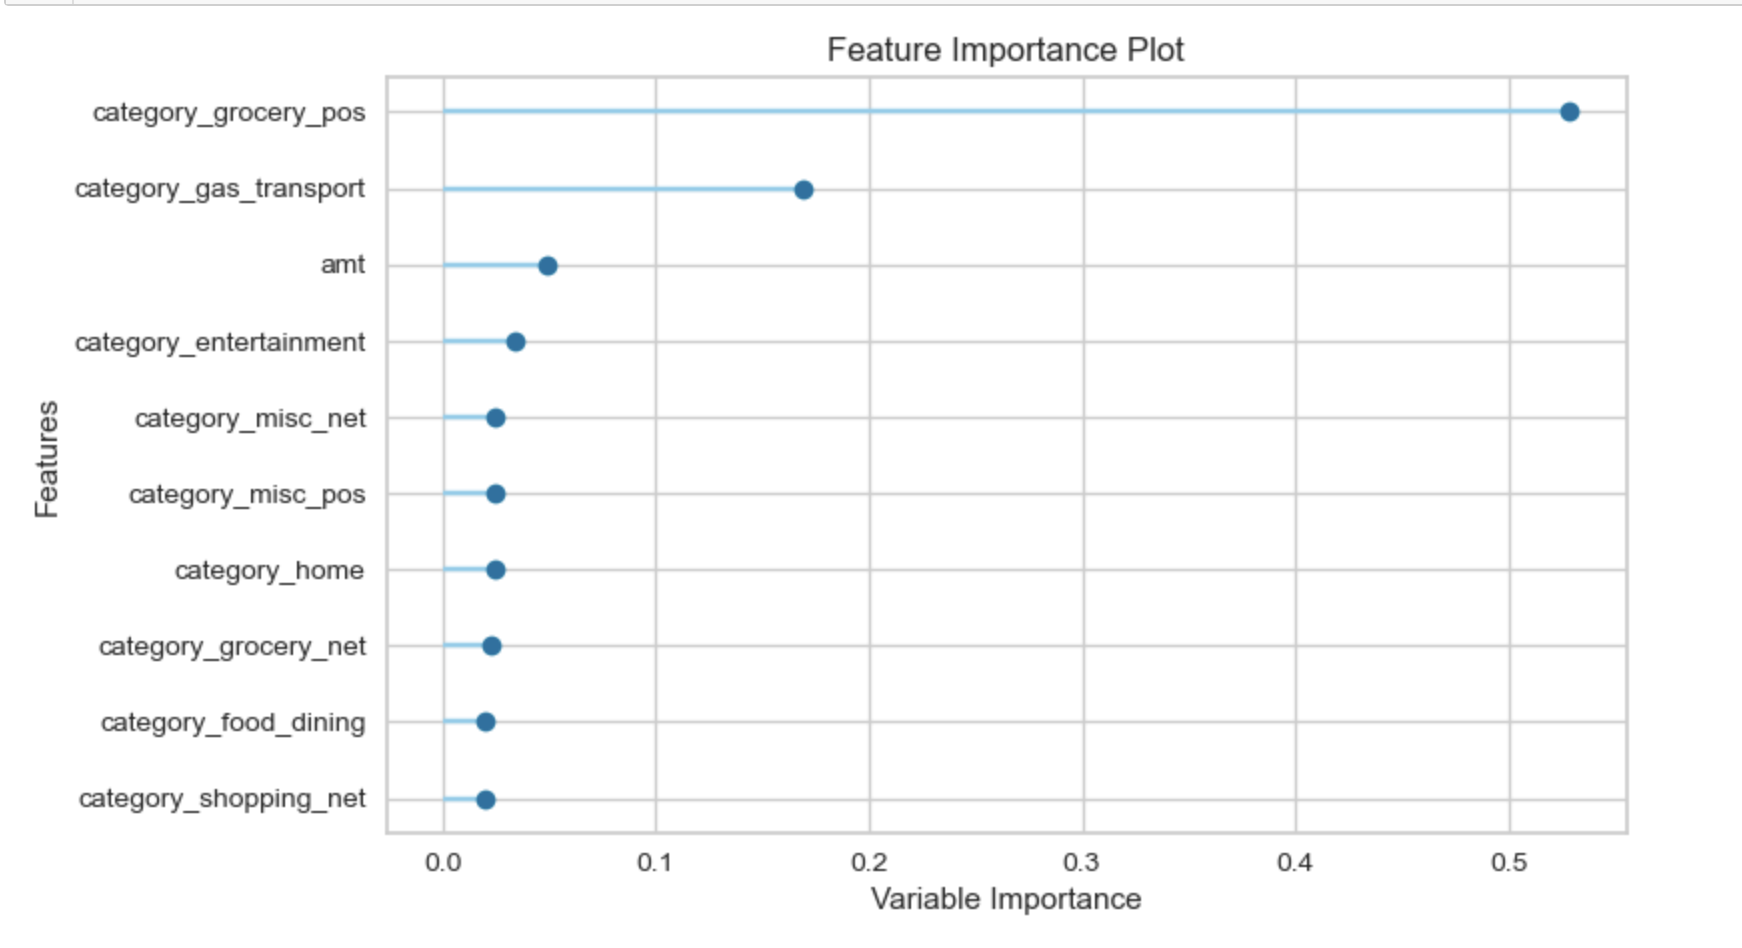 Feature Importance Plot
category_grocery_pos
category_gas_transport
amt
category_entertainment
category_misc_net
category_misc_pos
category_home
category_grocery_net
category_food_dining
category_shopping_net
Features
0.0 0.1 0.2 0.3 0.4 0.5
Variable Importance